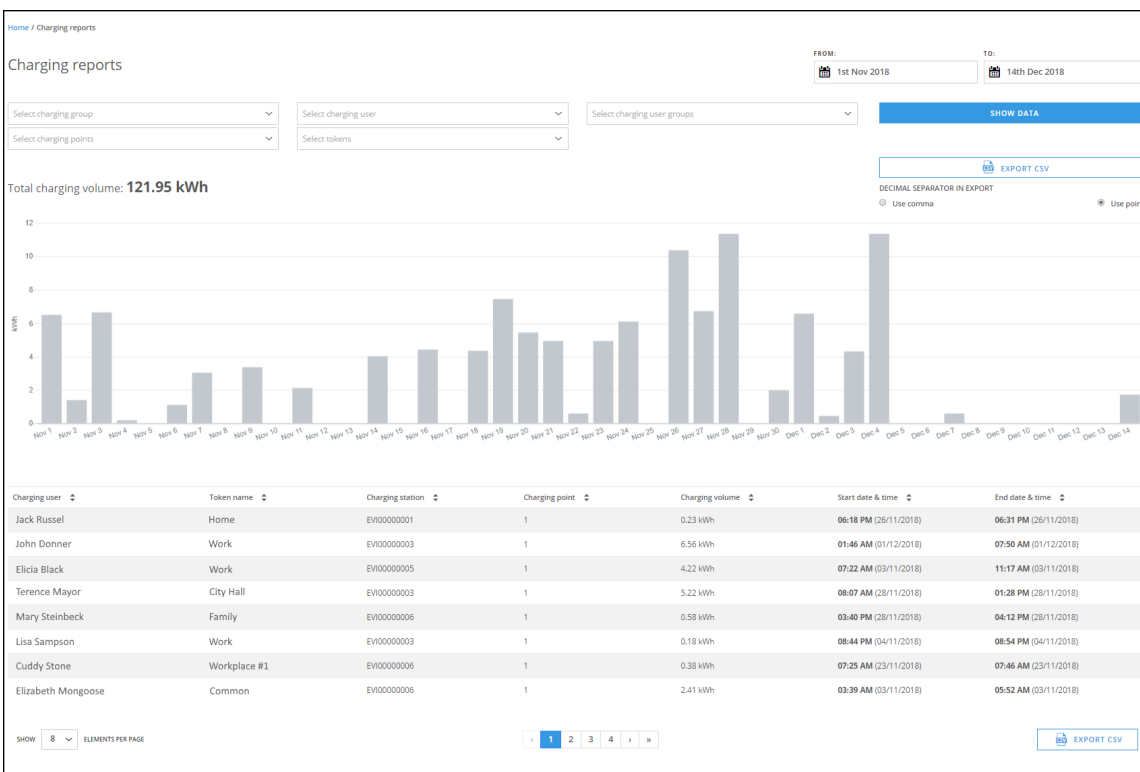 Home / Charging reports
Charging reports
FROM:
TO:
1st Nov 2018
14th Dec 2018
Select charging group
Select charging user
Select charging user groups
SHOW DATA
Select charging points
Select tokens
CSV EXPORT CSV
Total charging volume: 121.95 kWh
DECIMAL SEPARATOR IN EXPORT
Use comma
Use poin
12
10
8
6
4
2
0
kWh
Nov 1 Nov 2 Nov 3 Nov 4 Nov 5 Nov 6 Nov 7 Nov 8 Nov 9 Nov 10 Nov 11 Nov 12 Nov 13 Nov 14 Nov 15 Nov 16 Nov 17 Nov 18 Nov 19 Nov 20 Nov 21 Nov 22 Nov 23 Nov 24 Nov 25 Nov 26 Nov 27 Nov 28 Nov 29 Nov 30 Dec 1 Dec 2 Dec 3 Dec 4 Dec 5 Dec 6 Dec 7 Dec 8 Dec 9 Dec 10 Dec 11 Dec 12 Dec 13 Dec 14
Charging user Token name Charging station Charging point Charging volume Start date & time End date & time
Jack Russel Home EVI00000001 1 0.23 kWh 06:18 PM (26/11/2018) 06:31 PM (26/11/2018)
John Donner Work EVI00000003 1 6.56 kWh 01:46 AM (01/12/2018) 07:50 AM (01/12/2018)
Elicia Black Work EVI00000005 1 4.22 kWh 07:22 AM (03/11/2018) 11:17 AM (03/11/2018)
Terence Mayor City Hall EVI00000003 1 5.22 kWh 08:07 AM (28/11/2018) 01:28 PM (28/11/2018)
Mary Steinbeck Family EVI00000006 1 0.58 kWh 03:40 PM (28/11/2018) 04:12 PM (28/11/2018)
Lisa Sampson Work EVI00000003 1 0.18 kWh 08:44 PM (04/11/2018) 08:54 PM (04/11/2018)
Cuddy Stone Workplace #1 EVI00000006 1 0.38 kWh 07:25 AM (23/11/2018) 07:46 AM (23/11/2018)
Elizabeth Mongoose Common EVI00000006 1 2.41 kWh 03:39 AM (03/11/2018) 05:52 AM (03/11/2018)
SHOW 8 ELEMENTS PER PAGE
‹ 1 2 3 4 › »
CSV EXPORT CSV